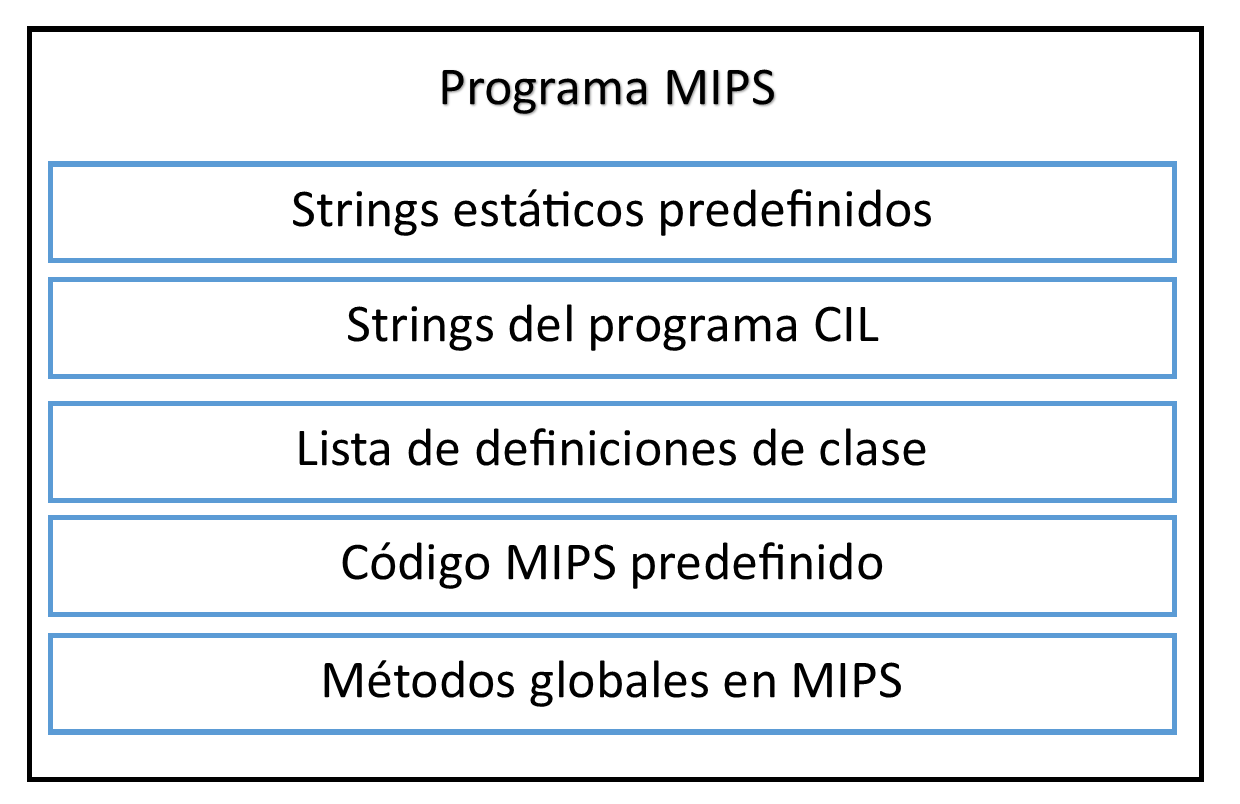 Programa MIPS
Strings estáticos predefinidos
Strings del programa CIL
Lista de definiciones de clase
Código MIPS predefinido
Métodos globales en MIPS